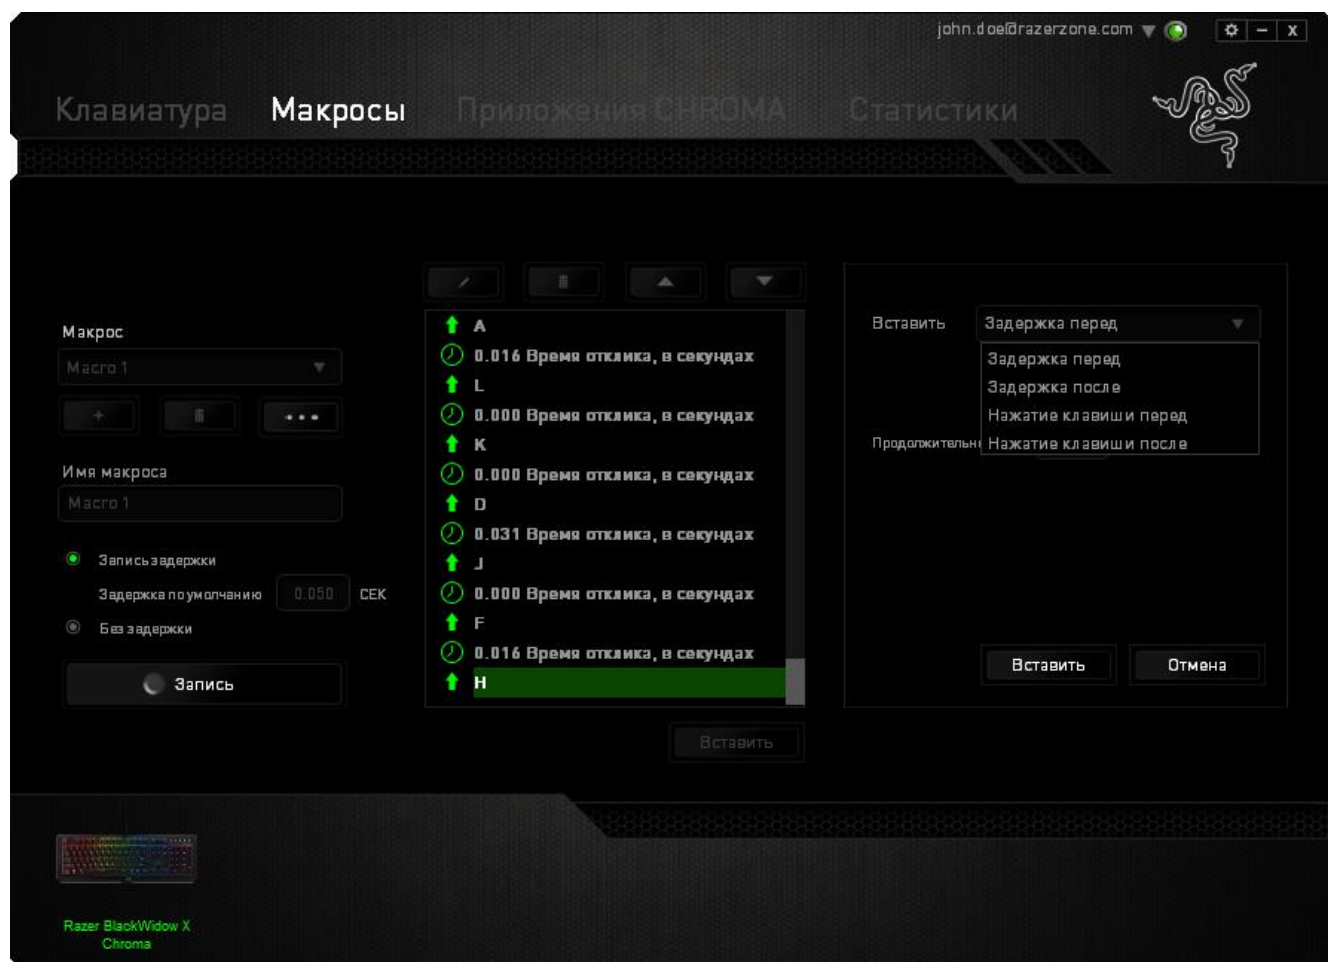 john.doe@razerzone.com
Клавиатура Макросы Приложения CHROMA Статистики
Макрос
Macro 1
Имя макроса
Macro 1
Запись задержки
Задержка по умолчанию 0.050 СЕК
Без задержки
Запись
A
0.016 Время отклика, в секундах
L
0.000 Время отклика, в секундах
K
0.000 Время отклика, в секундах
D
0.031 Время отклика, в секундах
J
0.000 Время отклика, в секундах
F
0.016 Время отклика, в секундах
H
Вставить
Вставить Задержка перед
Задержка перед
Задержка после
Нажатие клавиши перед
Нажатие клавиши после
Продолжительн
Вставить Отмена
Razer BlackWidow X
Chroma